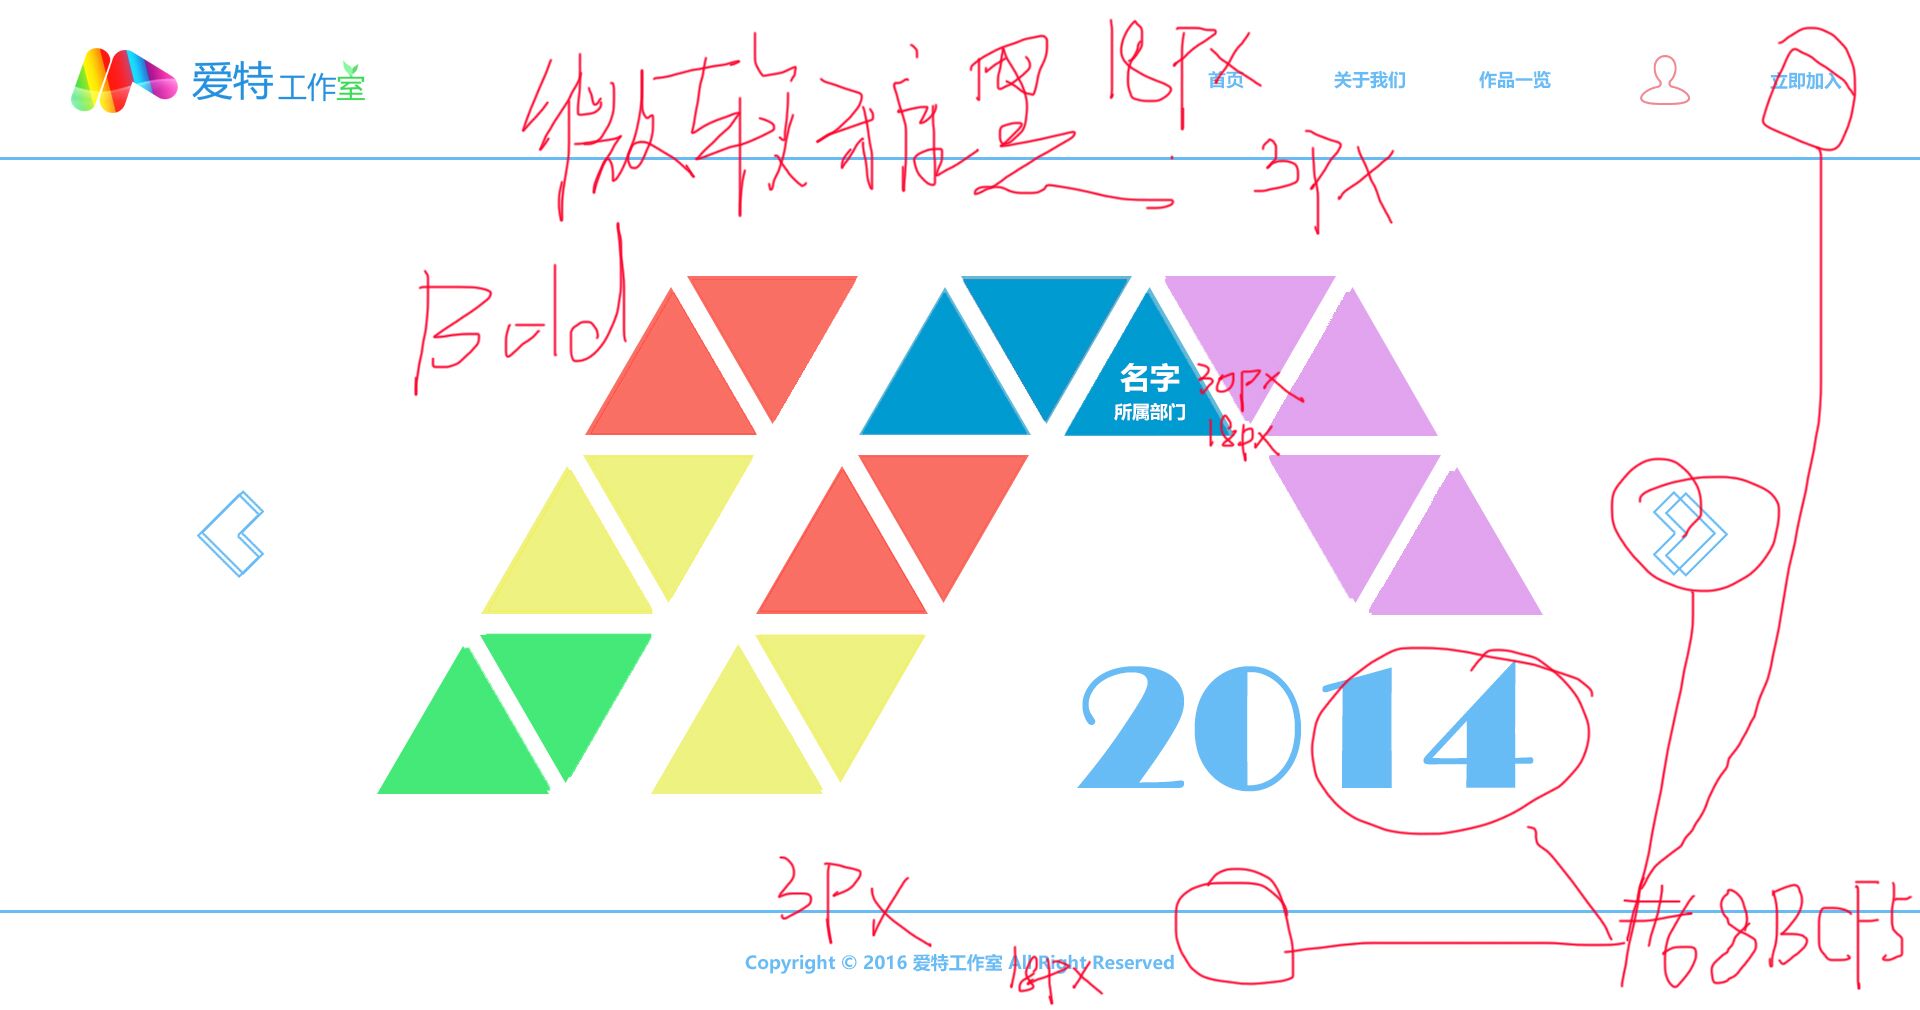 爱特工作室
微软雅黑 18PX
首页 关于我们 作品一览 立即加入
3PX
Bold
名字 30px
所属部门 18px
2014
3PX
#68BCF5
Copyright © 2016 爱特工作室 All Right Reserved
18px